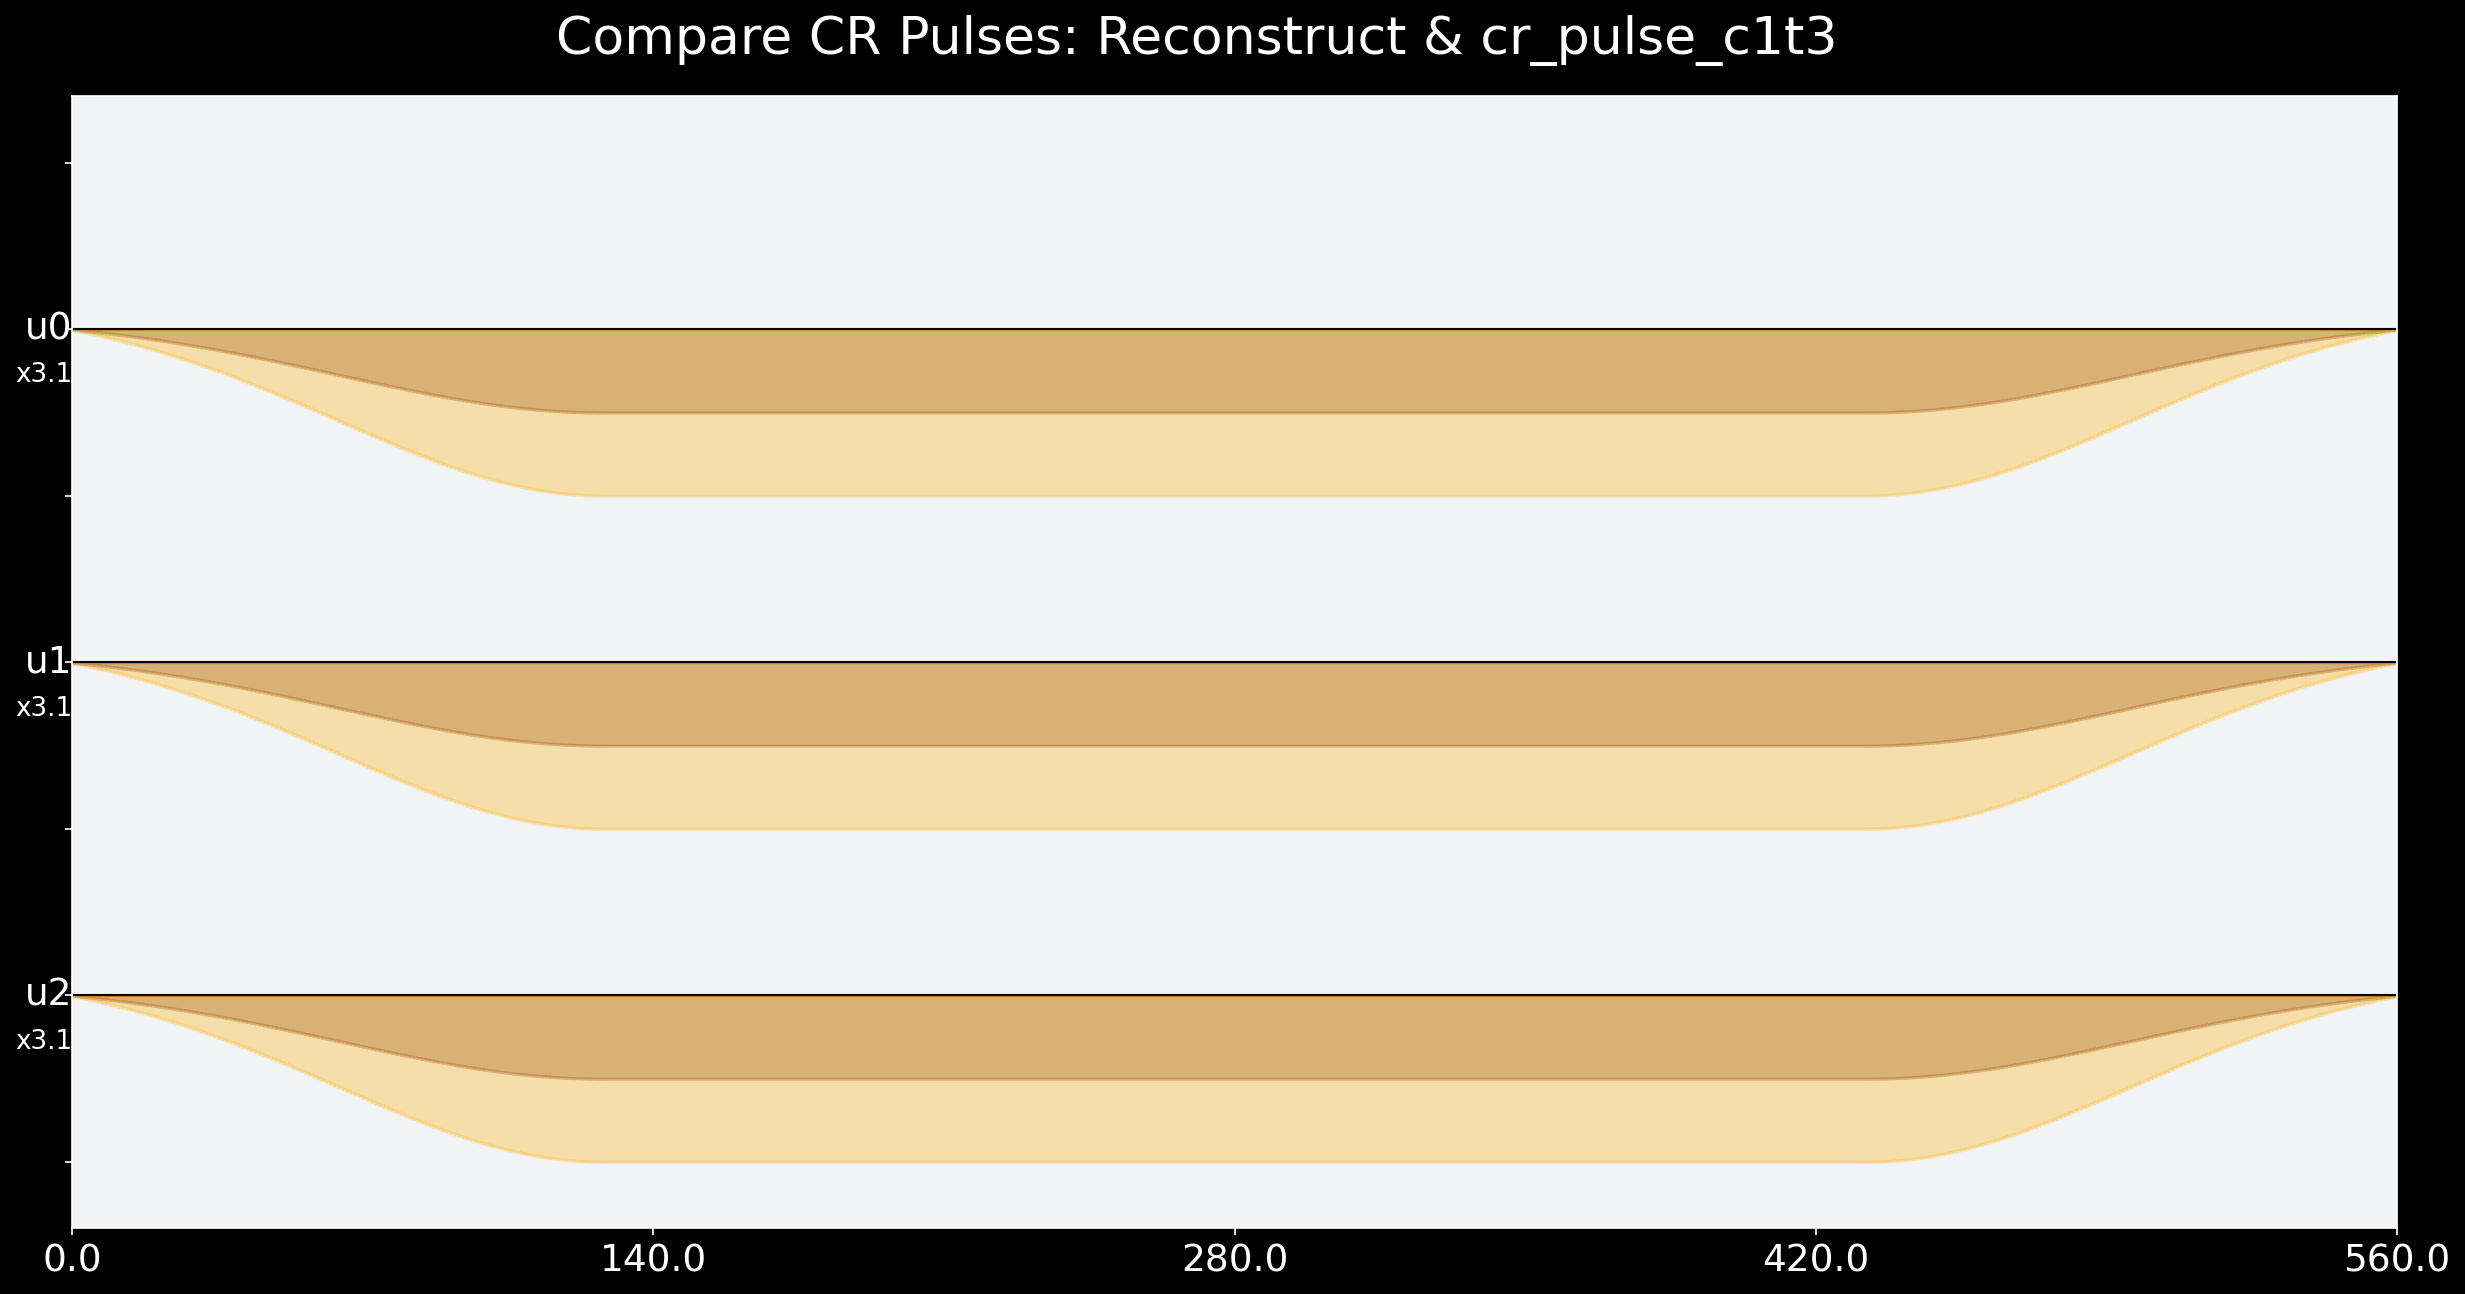 Compare CR Pulses: Reconstruct & cr_pulse_c1t3
u0
x3.1
u1
x3.1
u2
x3.1
0.0 140.0 280.0 420.0 560.0